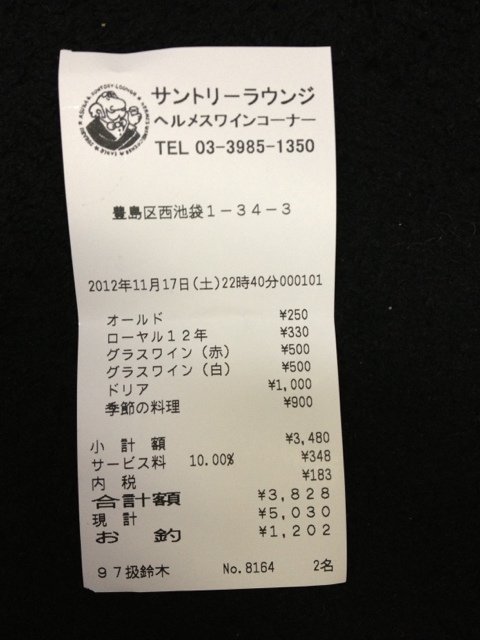 サントリーラウンジ
ヘルメスワインコーナー
TEL 03-3985-1350
豊島区西池袋1-34-3
2012年11月17日(土)22時40分000101
オールド ¥250
ローヤル12年 ¥330
グラスワイン(赤) ¥500
グラスワイン(白) ¥500
ドリア ¥1,000
季節の料理 ¥900
小計額 ¥3,480
サービス料 10.00% ¥348
内税 ¥183
合計額 ¥3,828
現計 ¥5,030
お釣 ¥1,202
97扱鈴木 No.8164 2名